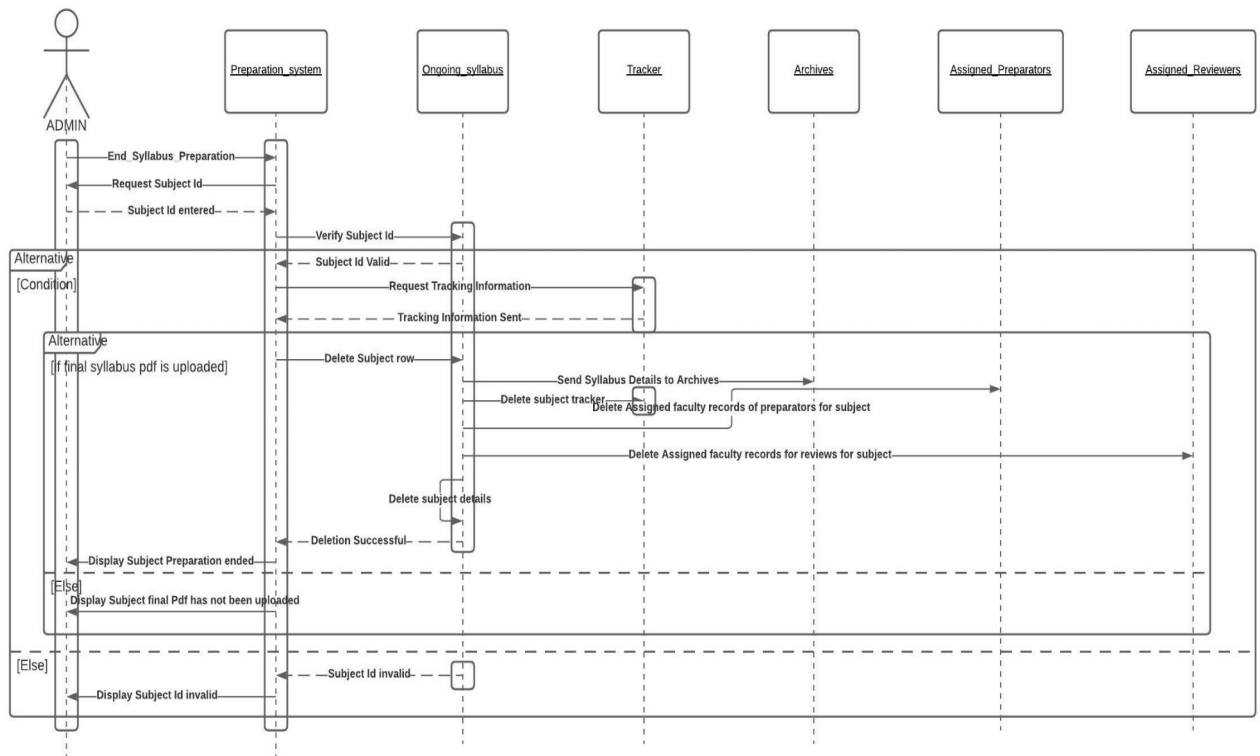 ADMIN
Preparation_system
Ongoing_syllabus
Tracker
Archives
Assigned_Preparators
Assigned_Reviewers
End_Syllabus_Preparation
Request Subject Id
Subject Id entered
Verify Subject Id
Alternative
Subject Id Valid
[Condition]
Request Tracking Information
Tracking Information Sent
Alternative
[If final syllabus pdf is uploaded]
Delete Subject row
Send Syllabus Details to Archives
Delete subject tracker
Delete Assigned faculty records of preparators for subject
Delete Assigned faculty records for reviews for subject
Delete subject details
Deletion Successful
Display Subject Preparation ended
[Else]
Display Subject final Pdf has not been uploaded
[Else]
Subject Id invalid
Display Subject Id invalid